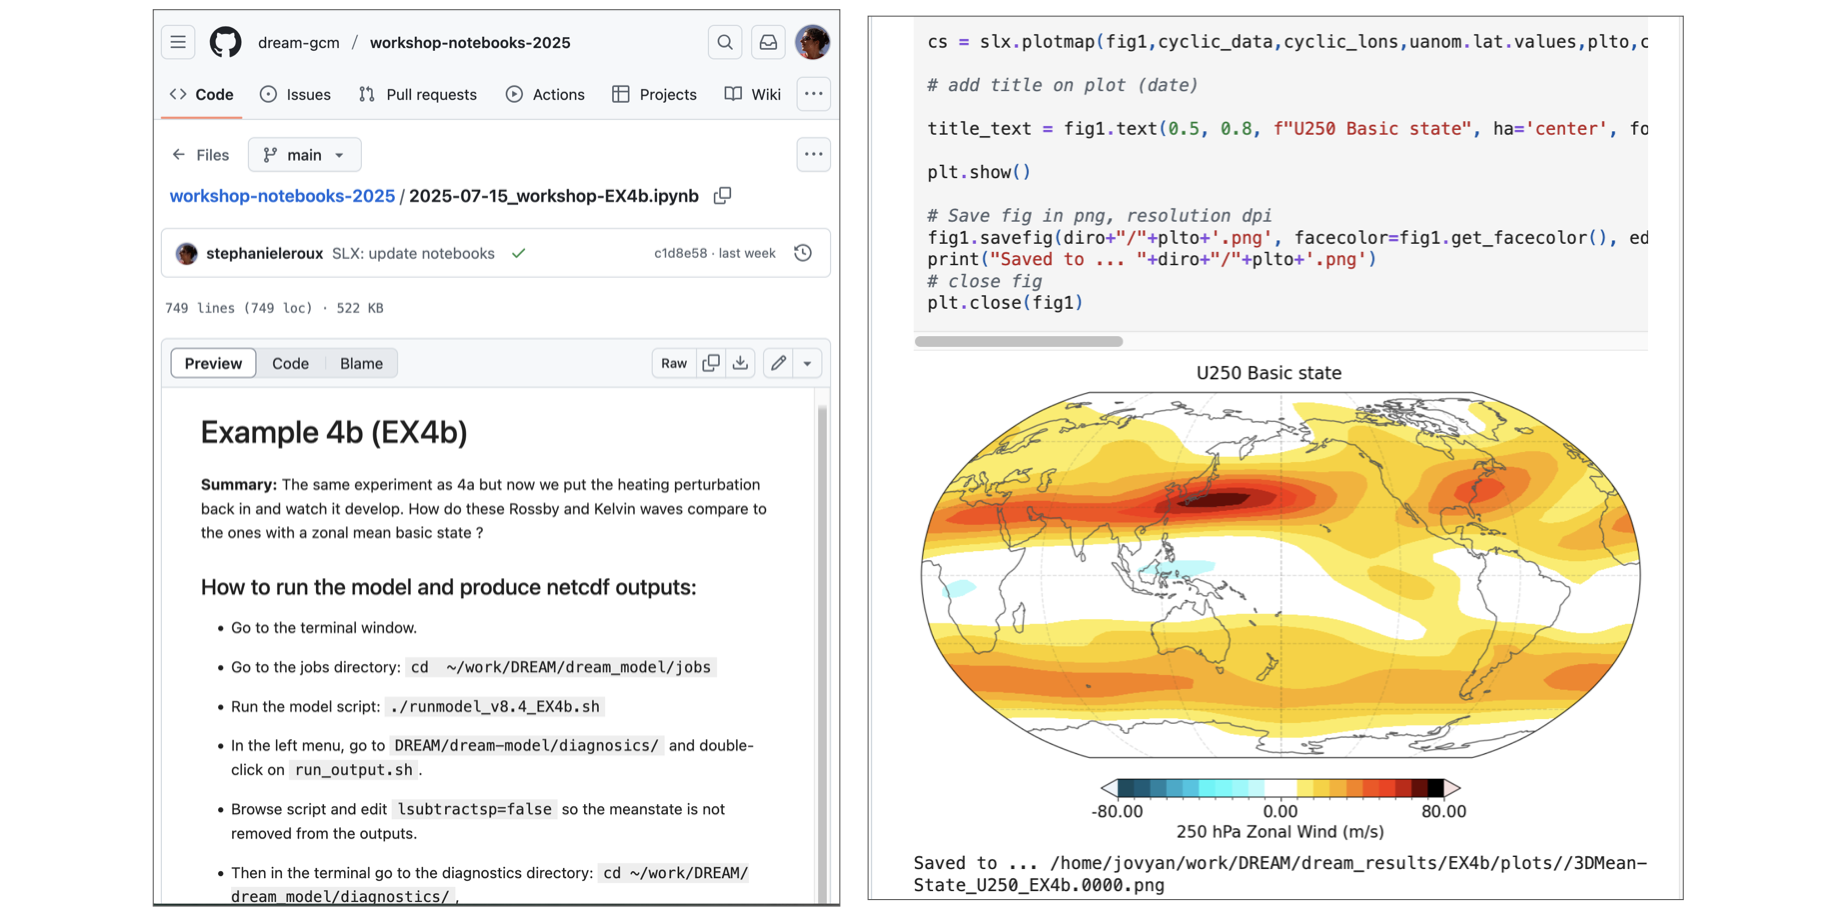 dream-gcm / workshop-notebooks-2025
Code Issues Pull requests Actions Projects Wiki
Files main
workshop-notebooks-2025 / 2025-07-15_workshop-EX4b.ipynb
stephanieleroux SLX: update notebooks c1d8e58 · last week
749 lines (749 loc) · 522 KB
Preview Code Blame Raw
Example 4b (EX4b)
Summary: The same experiment as 4a but now we put the heating perturbation
back in and watch it develop. How do these Rossby and Kelvin waves compare to
the ones with a zonal mean basic state ?
How to run the model and produce netcdf outputs:
• Go to the terminal window.
• Go to the jobs directory: cd  ~/work/DREAM/dream_model/jobs
• Run the model script: ./runmodel_v8.4_EX4b.sh
• In the left menu, go to DREAM/dream-model/diagnosics/ and double-
click on run_output.sh .
• Browse script and edit lsubtractsp=false so the meanstate is not
removed from the outputs.
• Then in the terminal go to the diagnostics directory: cd ~/work/DREAM/
dream_model/diagnostics/ ,
cs = slx.plotmap(fig1,cyclic_data,cyclic_lons,uanom.lat.values,plto,c
# add title on plot (date)
title_text = fig1.text(0.5, 0.8, f"U250 Basic state", ha='center', fo
plt.show()
# Save fig in png, resolution dpi
fig1.savefig(diro+"/"+plto+'.png', facecolor=fig1.get_facecolor(), ed
print("Saved to ... "+diro+"/"+plto+'.png')
# close fig
plt.close(fig1)
U250 Basic state
-80.00 0.00 80.00
250 hPa Zonal Wind (m/s)
Saved to ... /home/jovyan/work/DREAM/dream_results/EX4b/plots//3DMean-
State_U250_EX4b.0000.png